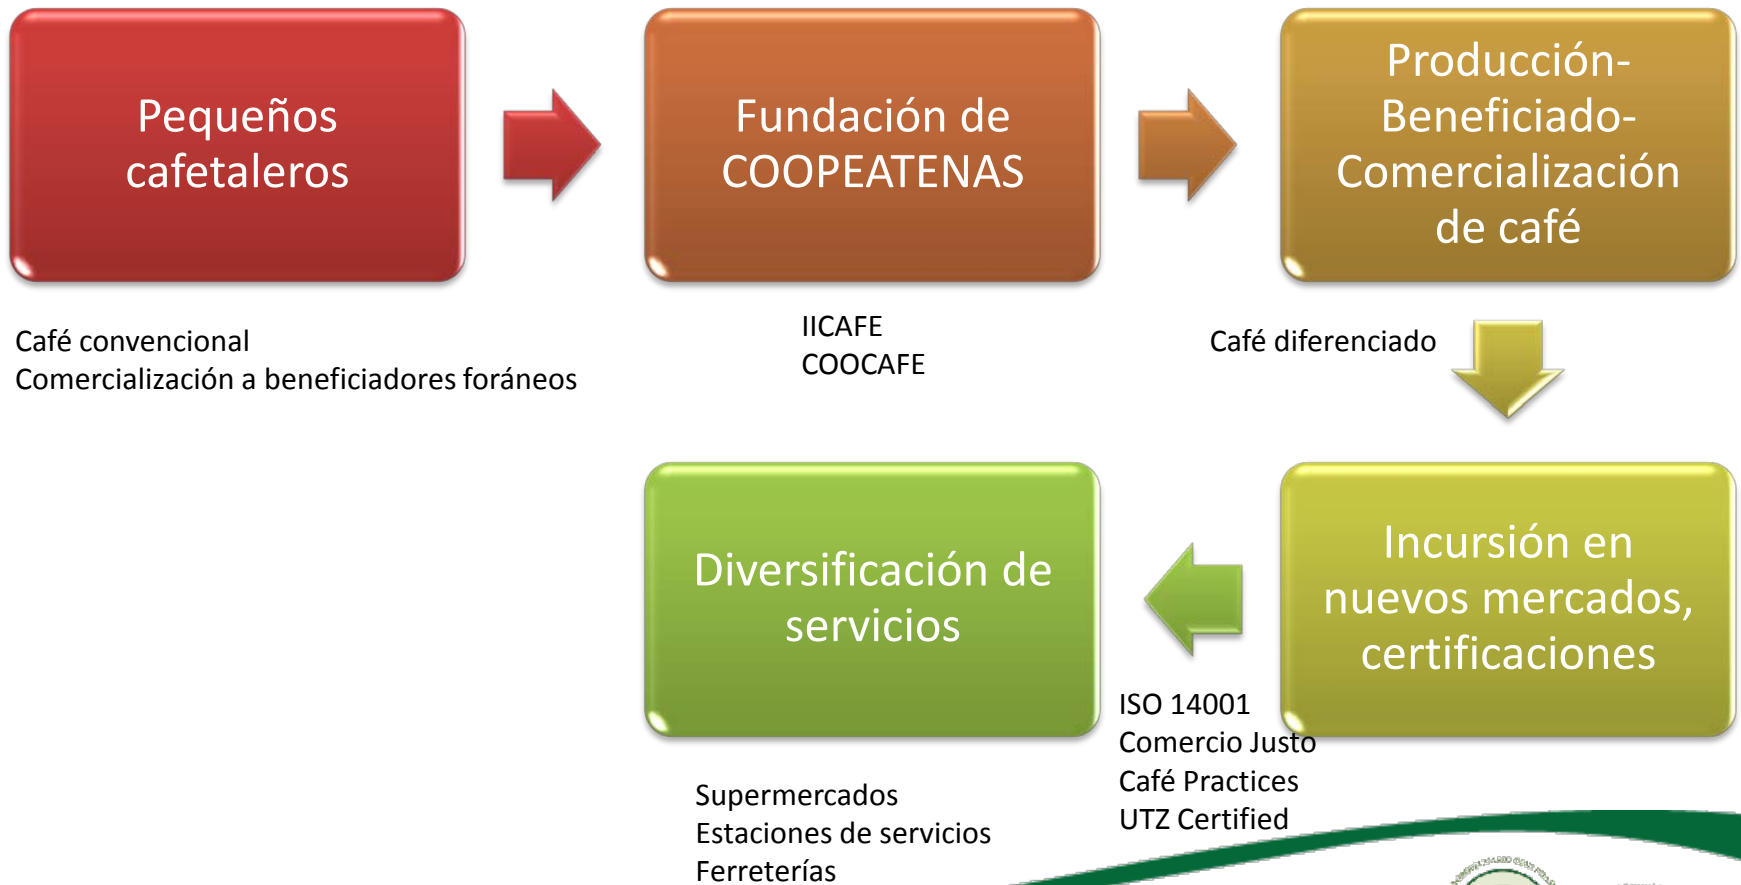 Pequeños
cafetaleros
Fundación de
COOPEATENAS
Producción-
Beneficiado-
Comercialización
de café
Café convencional
Comercialización a beneficiadores foráneos
IICAFE
COOCAFE
Café diferenciado
Incursión en
nuevos mercados,
certificaciones
ISO 14001
Comercio Justo
Café Practices
UTZ Certified
Diversificación de
servicios
Supermercados
Estaciones de servicios
Ferreterías